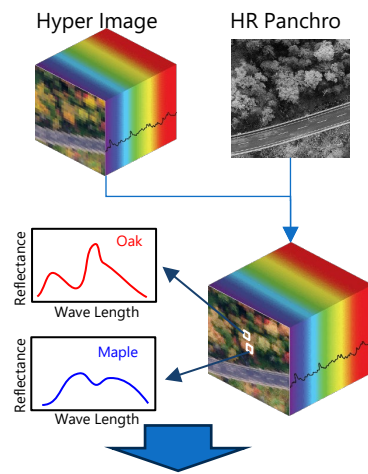 Hyper Image
HR Panchro
Reflectance
Oak
Wave Length
Reflectance
Maple
Wave Length